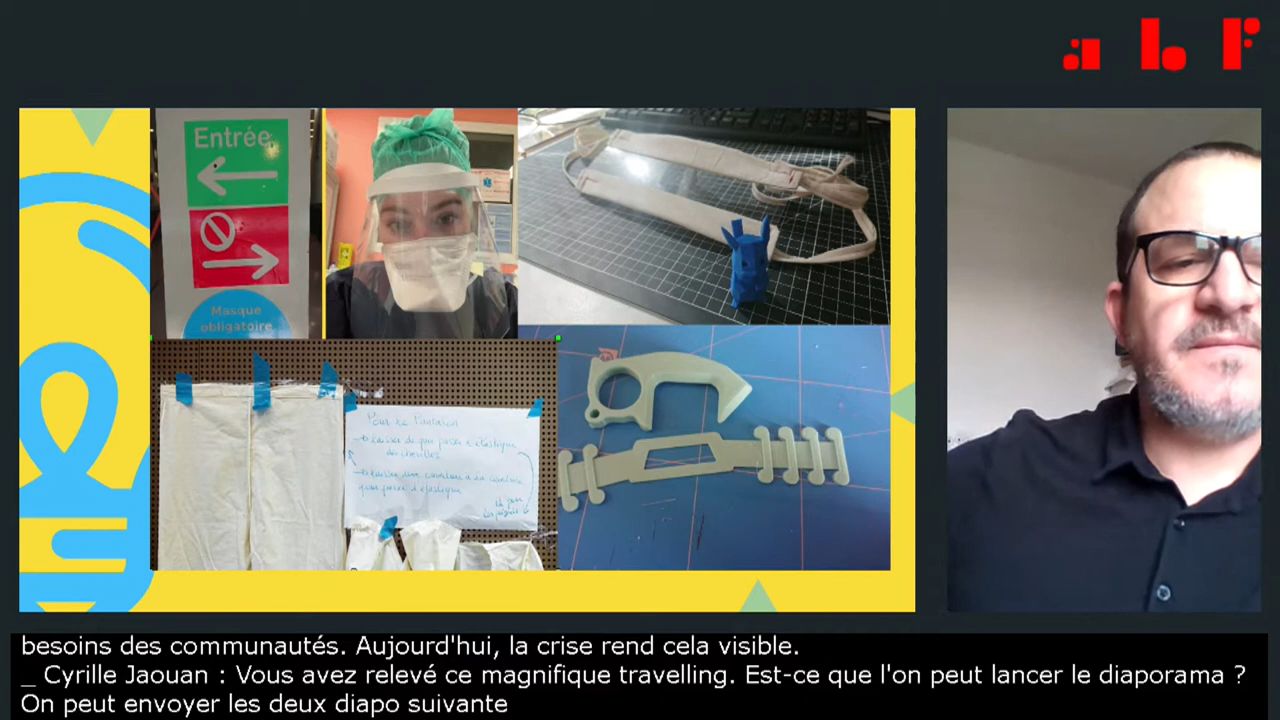 abf
Entrée
Masque
obligatoire
Pour le Pantalon
besoins des communautés. Aujourd'hui, la crise rend cela visible.
_ Cyrille Jaouan : Vous avez relevé ce magnifique travelling. Est-ce que l'on peut lancer le diaporama ?
On peut envoyer les deux diapo suivante